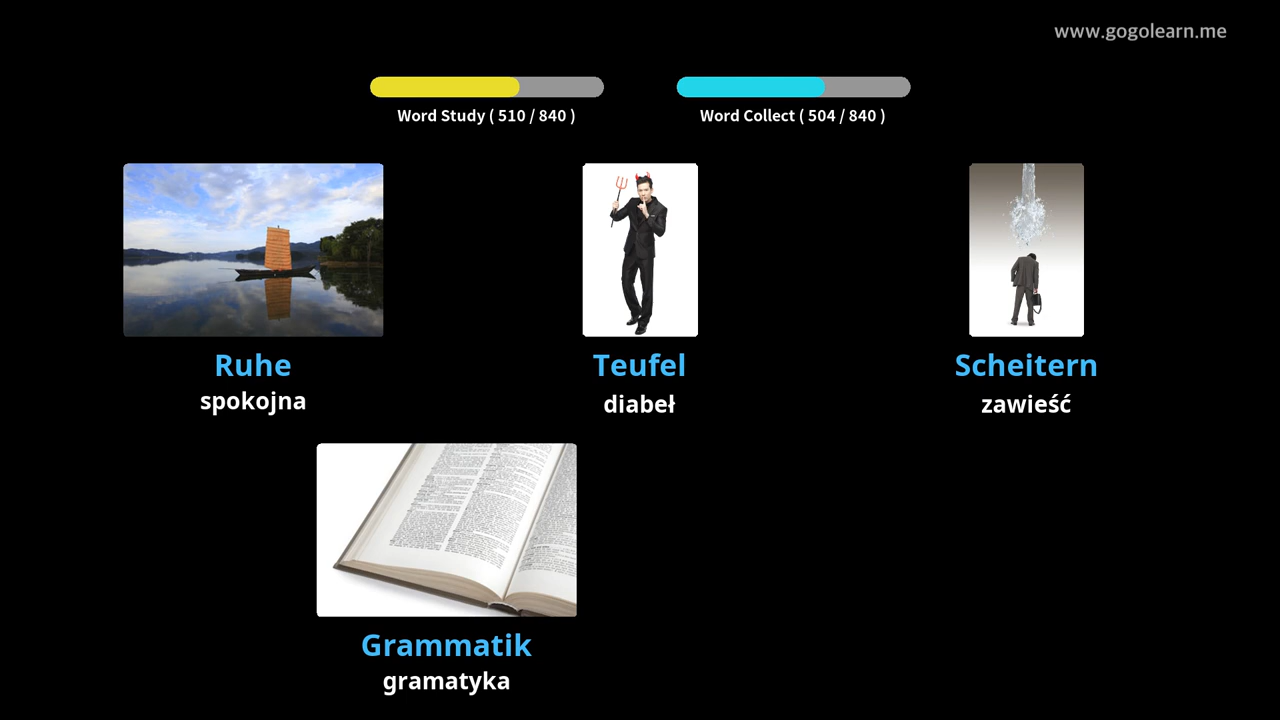 www.gogolearn.me
Word Study ( 510 / 840 )
Word Collect ( 504 / 840 )
Ruhe
spokojna
Teufel
diabeł
Scheitern
zawieść
Grammatik
gramatyka